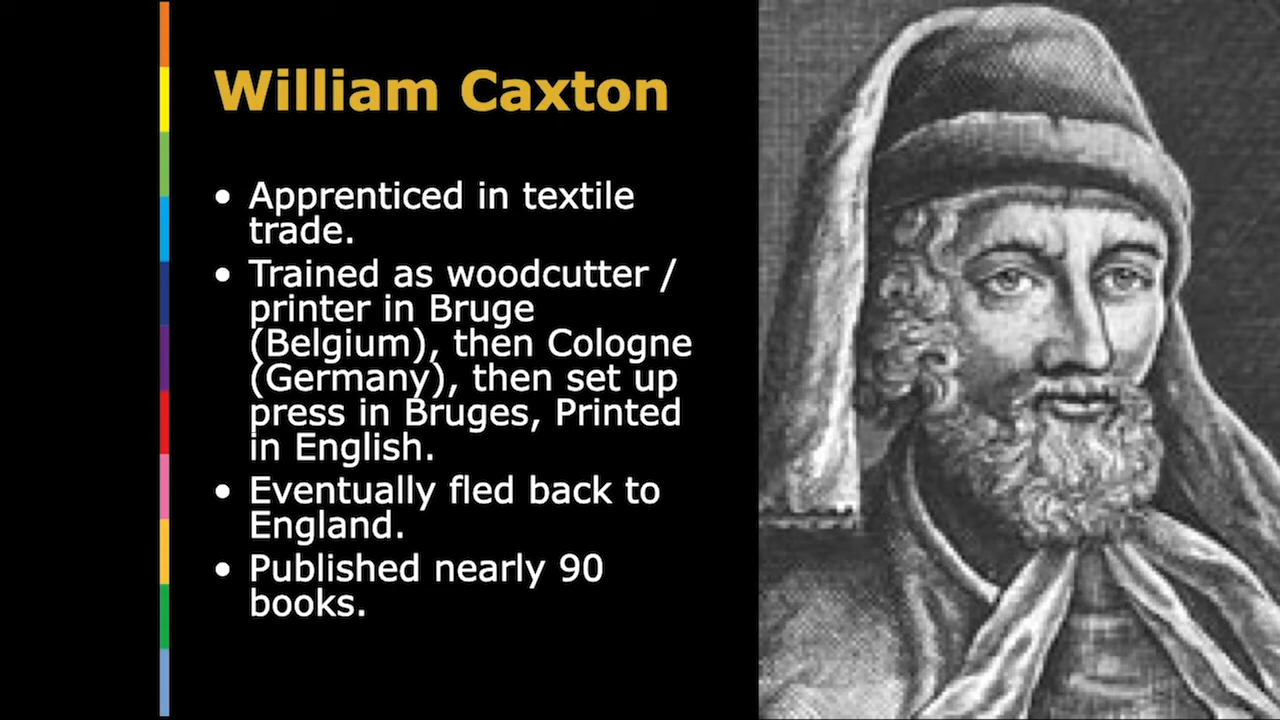 William Caxton
• Apprenticed in textile
trade.
• Trained as woodcutter /
printer in Bruge
(Belgium), then Cologne
(Germany), then set up
press in Bruges, Printed
in English.
• Eventually fled back to
England.
• Published nearly 90
books.